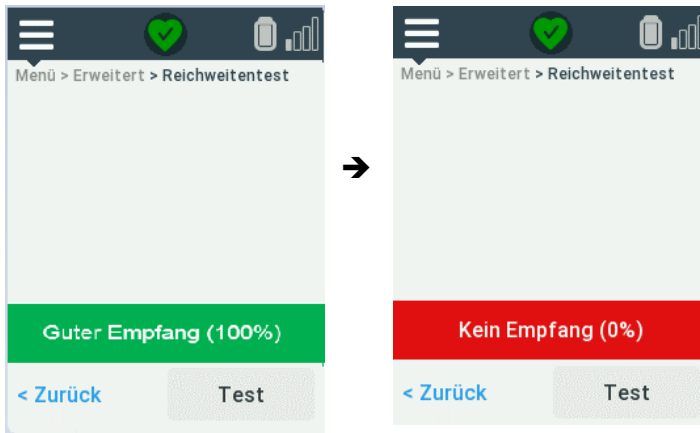 Menü > Erweitert > Reichweitentest
Guter Empfang (100%)
< Zurück Test
➔
Menü > Erweitert > Reichweitentest
Kein Empfang (0%)
< Zurück Test